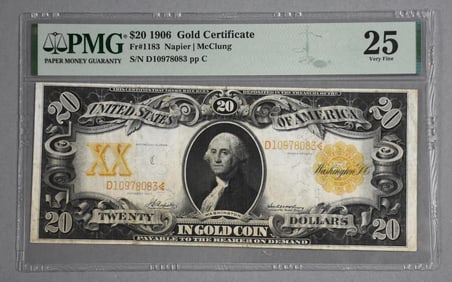 PMG
PAPER MONEY GUARANTY
$20 1906 Gold Certificate
Fr#1183 Napier | McClung
S/N D10978083 pp C
25
Very Fine
20
20
20
UNITED STATES
OF AMERICA
XX
D10978083
D10978083
Washington, D.C.
WASHINGTON
20
TWENTY
IN GOLD COIN
DOLLARS
20
PAYABLE TO THE BEARER ON DEMAND